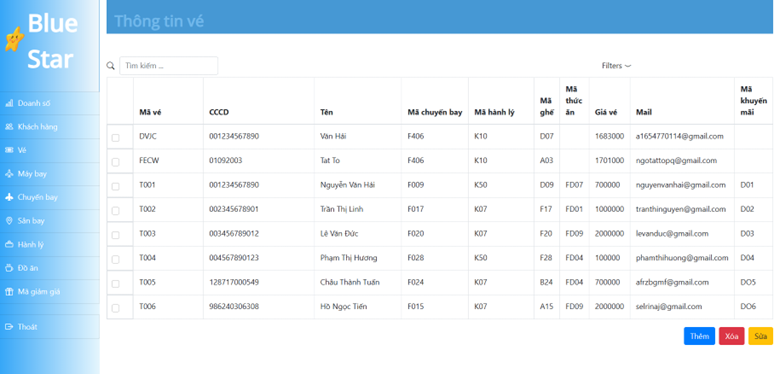 Blue
Star
Doanh số
Khách hàng
Vé
Máy bay
Chuyến bay
Sân bay
Hành lý
Đồ ăn
Mã giảm giá
Thoát
Thông tin vé
Tìm kiếm ...
Filters
Mã vé CCCD Tên Mã chuyến bay Mã hành lý Mã ghế Mã thức ăn Giá vé Mail Mã khuyến mãi
DVJC 001234567890 Văn Hải F406 K10 D07 1683000 a1654770114@gmail.com
FECW 01092003 Tat To F406 K10 A03 1701000 ngotattopq@gmail.com
T001 001234567890 Nguyễn Văn Hải F009 K50 D09 FD07 700000 nguyenvanhai@gmail.com D01
T002 002345678901 Trần Thị Linh F017 K07 F17 FD01 1000000 tranthinguyen@gmail.com D02
T003 003456789012 Lê Văn Đức F020 K07 F20 FD09 2000000 levanduc@gmail.com D03
T004 004567890123 Phạm Thị Hương F028 K50 F28 FD04 100000 phamthihuong@gmail.com D04
T005 128717000549 Châu Thành Tuấn F024 K07 B24 FD04 700000 afrzbgmf@gmail.com DO5
T006 986240306308 Hồ Ngọc Tiến F015 K07 A15 FD09 2000000 selrinaj@gmail.com DO6
Thêm Xóa Sửa